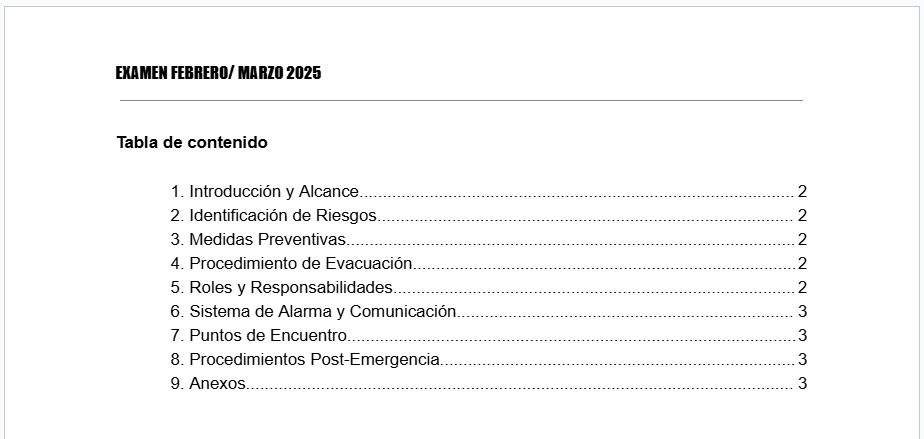 EXAMEN FEBRERO/ MARZO 2025
Tabla de contenido
1. Introducción y Alcance............................................................................................. 2
2. Identificación de Riesgos......................................................................................... 2
3. Medidas Preventivas................................................................................................ 2
4. Procedimiento de Evacuación..................................................................................2
5. Roles y Responsabilidades...................................................................................... 2
6. Sistema de Alarma y Comunicación........................................................................ 3
7. Puntos de Encuentro................................................................................................3
8. Procedimientos Post-Emergencia............................................................................ 3
9. Anexos..................................................................................................................... 3